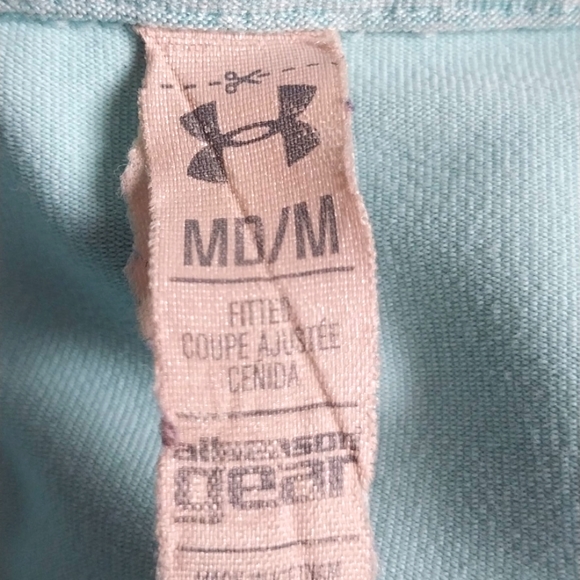 MD/M
FITTED
COUPE AJUSTÉE
CEÑIDA
allseason
gear